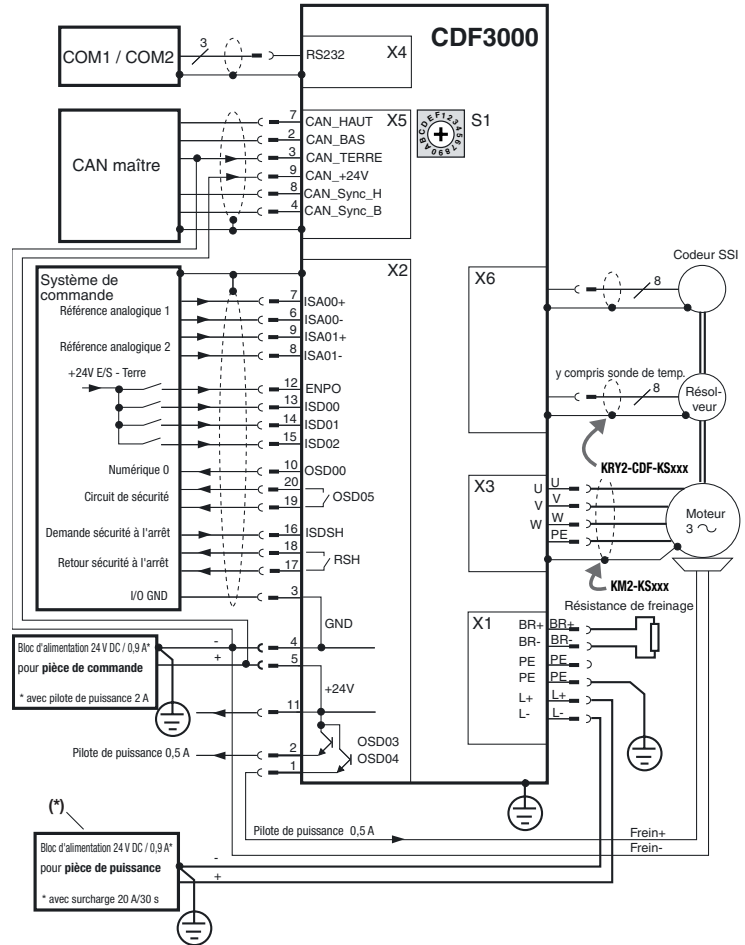 CDF3000
COM1 / COM2
3
RS232
X4
CAN maître
7
CAN_HAUT
X5
2
CAN_BAS
3
CAN_TERRE
9
CAN_+24V
8
CAN_Sync_H
4
CAN_Sync_B
S1
Système de
commande
X2
Référence analogique 1
7
ISA00+
6
ISA00-
Référence analogique 2
9
ISA01+
8
ISA01-
+24V E/S - Terre
12
ENPO
13
ISD00
14
ISD01
15
ISD02
Numérique 0
10
OSD00
Circuit de sécurité
20
19
OSD05
Demande sécurité à l'arrêt
16
ISDSH
Retour sécurité à l'arrêt
18
17
RSH
I/O GND
3
GND
Bloc d'alimentation 24 V DC / 0,9 A*
pour pièce de commande
* avec pilote de puissance 2 A
-
4
+
5
+24V
11
Pilote de puissance 0,5 A
2
OSD03
1
OSD04
X6
Codeur SSI
8
y compris sonde de temp.
8
Résol-
veur
KRY2-CDF-KSxxx
X3
U
U
V
V
W
W
PE
Moteur
3
KM2-KSxxx
Résistance de freinage
X1
BR+
BR+
BR-
BR-
PE
PE
PE
PE
L+
L+
L-
L-
(*)
Pilote de puissance 0,5 A
Frein+
Frein-
Bloc d'alimentation 24 V DC / 0,9 A*
pour pièce de puissance
* avec surcharge 20 A/30 s
-
+